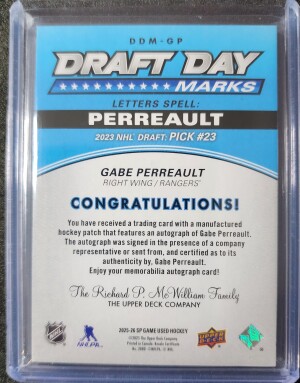 DDM-GP
DRAFT DAY
MARKS
LETTERS SPELL:
PERREAULT
2023 NHL DRAFT: PICK #23
GABE PERREAULT
RIGHT WING / RANGERS
CONGRATULATIONS!
You have received a trading card with a manufactured
hockey patch that features an autograph of Gabe Perreault.
The autograph was signed in the presence of a company
representative or sent from, and certified as to its
authenticity by, Gabe Perreault.
Enjoy your memorabilia autograph card!
The Richard P. McWilliam Family
THE UPPER DECK COMPANY
2025-26 SP GAME USED HOCKEY
NHLPA
UPPER DECK